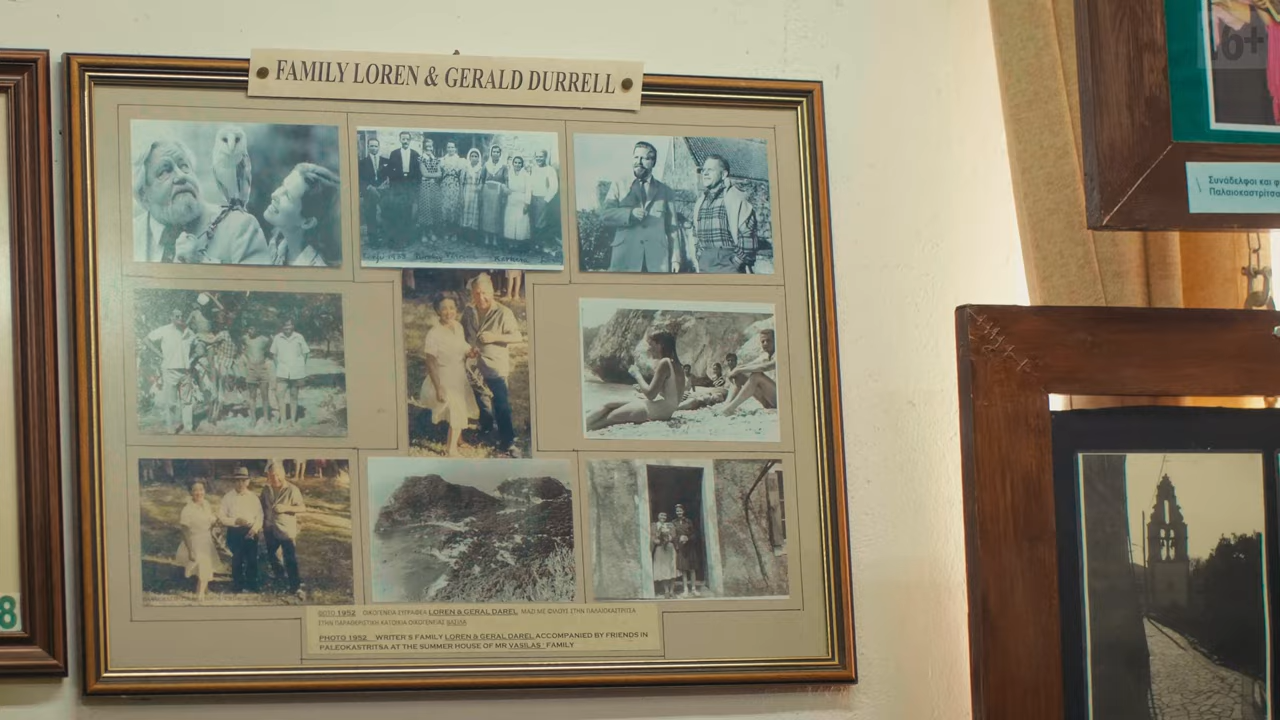 FAMILY LOREN & GERALD DURRELL
ΦΩΤΟ 1952 ΟΙΚΟΓΕΝΕΙΑ ΣΥΓΓΡΑΦΕΑ LOREN & GERAL DAREL ΜΑΖΙ ΜΕ ΦΙΛΟΥΣ ΣΤΗΝ ΠΑΛΑΙΟΚΑΣΤΡΙΤΣΑ
ΣΤΗΝ ΠΑΡΑΘΕΡΙΣΤΙΚΗ ΚΑΤΟΙΚΙΑ ΟΙΚΟΓΕΝΕΙΑΣ ΒΑΣΙΛΑ
PHOTO 1952 WRITER'S FAMILY LOREN & GERAL DAREL ACCOMPANIED BY FRIENDS IN
PALEOKASTRITSA AT THE SUMMER HOUSE OF MR VASILAS' FAMILY
8
16+
Συνάδελφοι και φ
Παλαιοκαστρίτσα